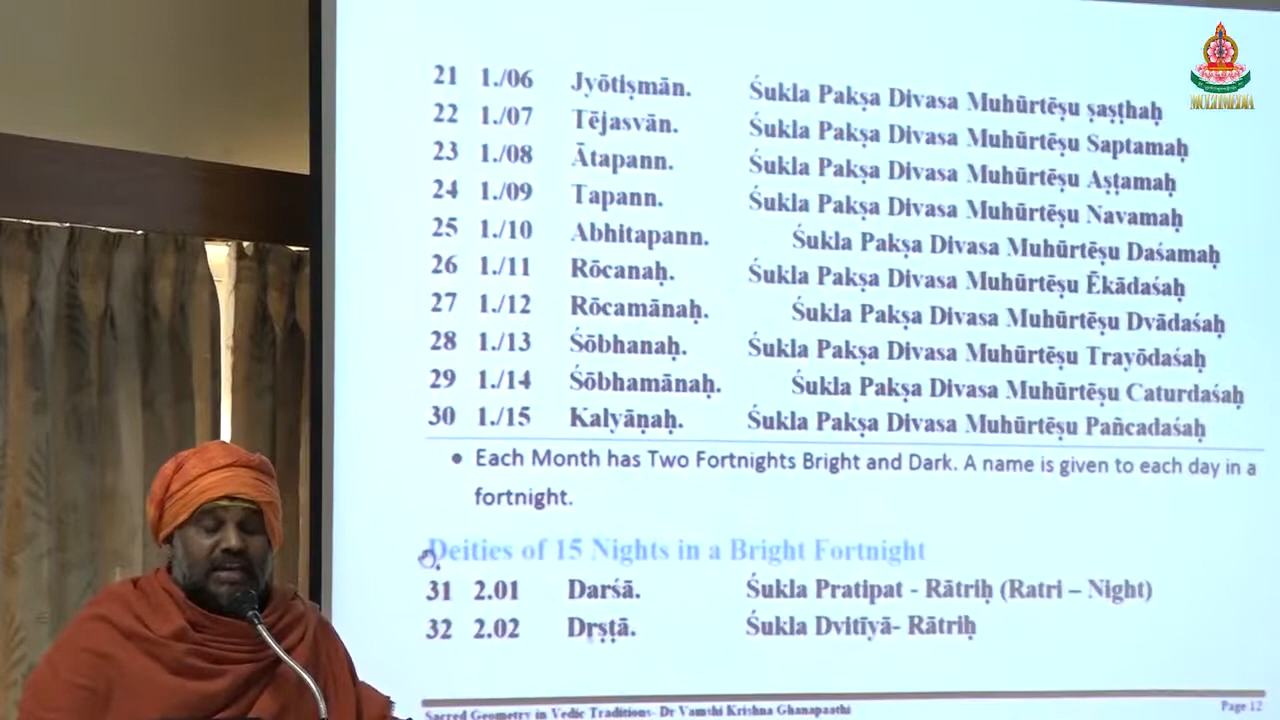 MULTIMEDIA
21 1./06 Jyōtiṣmān. Śukla Pakṣa Divasa Muhūrtēṣu ṣaṣṭhaḥ
22 1./07 Tējasvān. Śukla Pakṣa Divasa Muhūrtēṣu Saptamaḥ
23 1./08 Ātapann. Śukla Pakṣa Divasa Muhūrtēṣu Aṣṭamaḥ
24 1./09 Tapann. Śukla Pakṣa Divasa Muhūrtēṣu Navamaḥ
25 1./10 Abhitapann. Śukla Pakṣa Divasa Muhūrtēṣu Daśamaḥ
26 1./11 Rōcanaḥ. Śukla Pakṣa Divasa Muhūrtēṣu Ēkādaśaḥ
27 1./12 Rōcamānaḥ. Śukla Pakṣa Divasa Muhūrtēṣu Dvādaśaḥ
28 1./13 Śōbhanaḥ. Śukla Pakṣa Divasa Muhūrtēṣu Trayōdaśaḥ
29 1./14 Śōbhamānaḥ. Śukla Pakṣa Divasa Muhūrtēṣu Caturdaśaḥ
30 1./15 Kalyāṇaḥ. Śukla Pakṣa Divasa Muhūrtēṣu Pañcadaśaḥ
• Each Month has Two Fortnights Bright and Dark. A name is given to each day in a
fortnight.
Deities of 15 Nights in a Bright Fortnight
31 2.01 Darśā. Śukla Pratipat - Rātriḥ (Ratri – Night)
32 2.02 Dr̥ṣṭā. Śukla Dvitīyā- Rātriḥ
Sacred Geometry in Vedic Traditions- Dr Vamshi Krishna Ghanapaathi Page 12